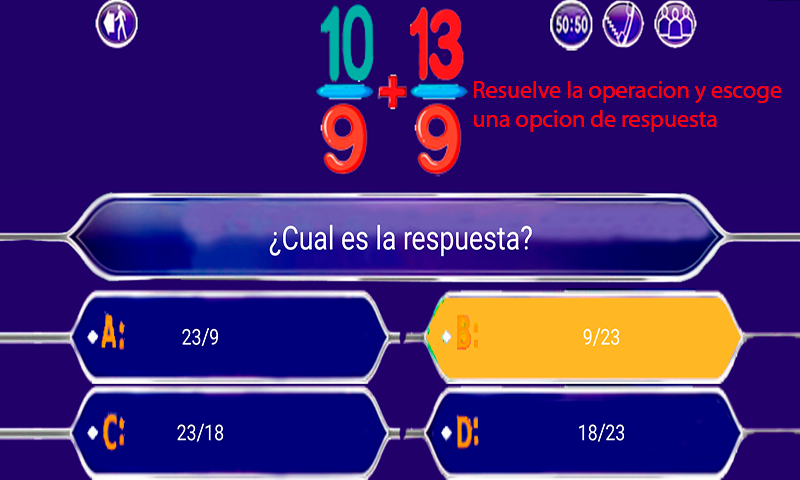 50:50
10/9 + 13/9
Resuelve la operacion y escoge
una opcion de respuesta
¿Cual es la respuesta?
A: 23/9
B: 9/23
C: 23/18
D: 18/23